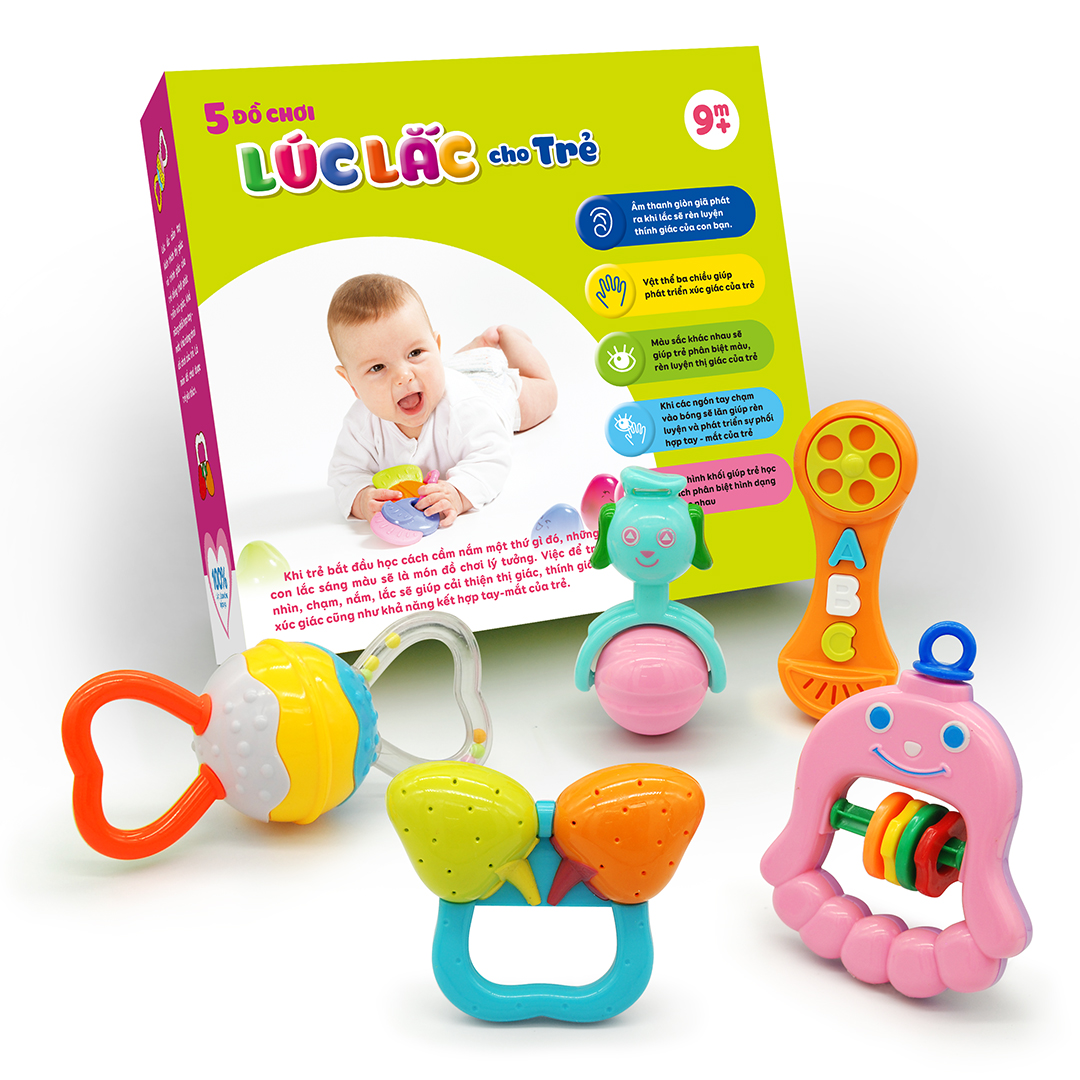 5 ĐỒ CHƠI
LÚC LẮC cho Trẻ
9m+
Âm thanh giòn giã phát
ra khi lắc sẽ rèn luyện
thính giác của con bạn.
Vật thể ba chiều giúp
phát triển xúc giác của trẻ
Màu sắc khác nhau sẽ
giúp trẻ phân biệt màu,
rèn luyện thị giác của trẻ
Khi các ngón tay chạm
vào bóng sẽ lăn giúp rèn
luyện và phát triển sự phối
hợp tay - mắt của trẻ
hình khối giúp trẻ học
phân biệt hình dạng
nhau
Khi trẻ bắt đầu học cách cầm nắm một thứ gì đó, những
con lắc sáng màu sẽ là món đồ chơi lý tưởng. Việc để
nhìn, chạm, nắm, lắc sẽ giúp cải thiện thị giác, thính
xúc giác cũng như khả năng kết hợp tay-mắt của trẻ.
100%
A
B
C